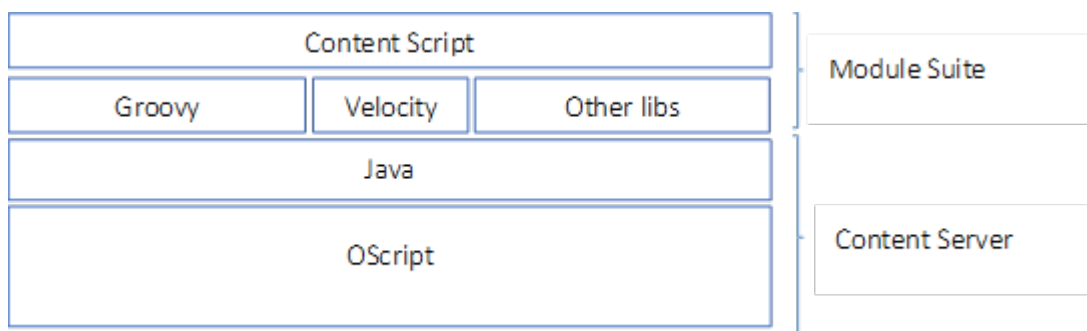 Content Script
Module Suite
Groovy
Velocity
Other libs
Java
OScript
Content Server